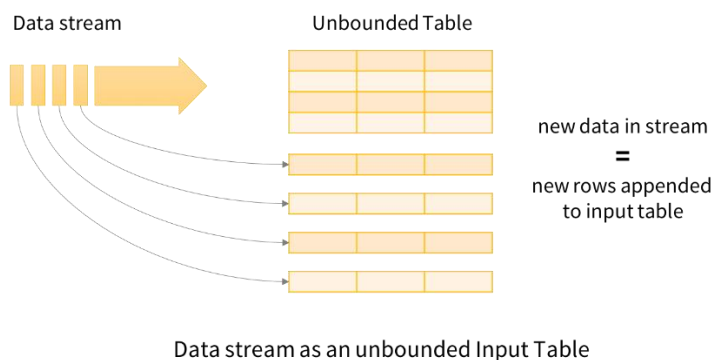 Data stream
Unbounded Table
new data in stream
=
new rows appended
to input table
Data stream as an unbounded Input Table